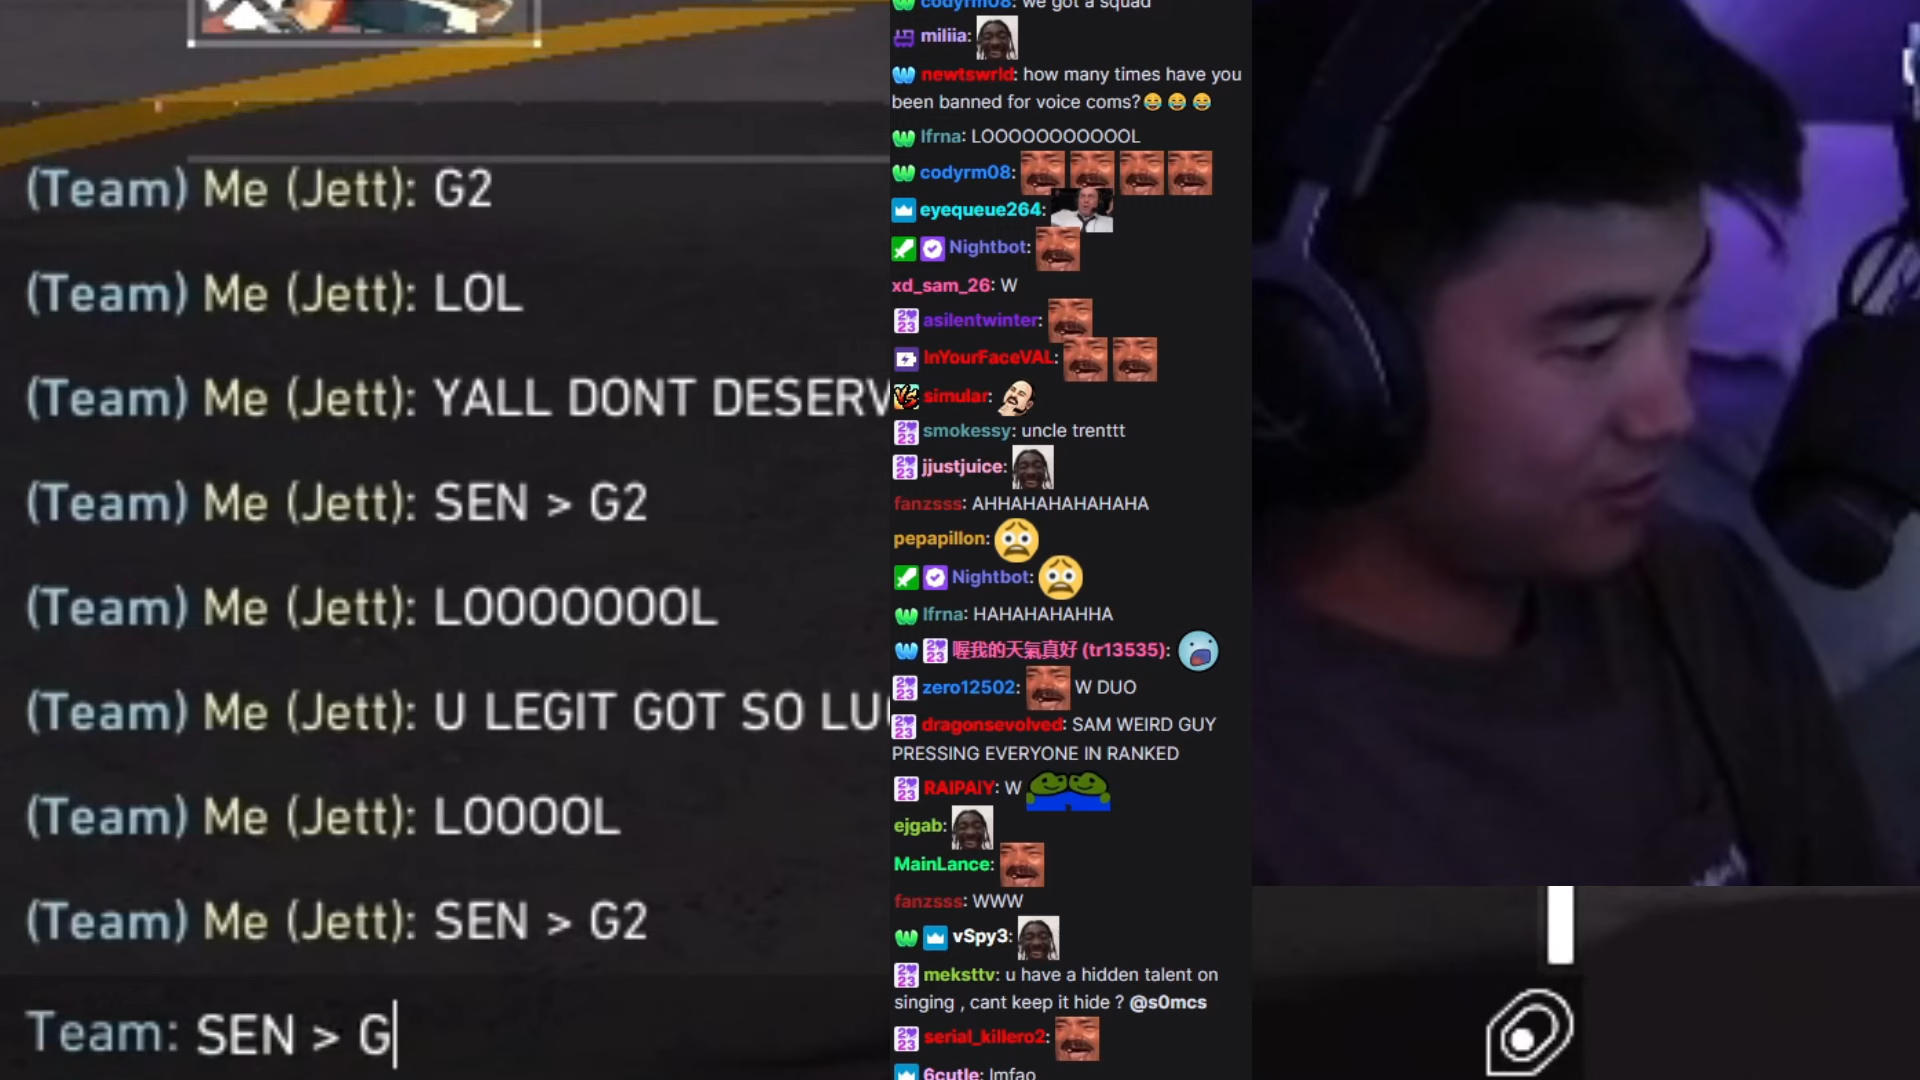 (Team) Me (Jett): G2
(Team) Me (Jett): LOL
(Team) Me (Jett): YALL DONT DESERV
(Team) Me (Jett): SEN > G2
(Team) Me (Jett): LOOOOOOOL
(Team) Me (Jett): U LEGIT GOT SO LU
(Team) Me (Jett): LOOOOL
(Team) Me (Jett): SEN > G2
Team: SEN > G
codyrm08: we got a squad
miliia:
newtswrld: how many times have you
been banned for voice coms?😂 😂 😂
lfrna: LOOOOOOOOOOOL
codyrm08:
eyequeue264:
Nightbot:
xd_sam_26: W
asilentwinter:
InYourFaceVAL:
simular:
smokessy: uncle trenttt
jjustjuice:
fanzsss: AHHAHAHAHAHAHA
pepapillon:
Nightbot:
lfrna: HAHAHAHAHHA
喔我的天氣真好 (tr13535):
zero12502: W DUO
dragonsevolved: SAM WEIRD GUY
PRESSING EVERYONE IN RANKED
RAIPAIY: W
ejgab:
MainLance:
fanzsss: WWW
vSpy3:
meksttv: u have a hidden talent on
singing , cant keep it hide ? @s0mcs
serial_killero2:
6cutle: lmfao